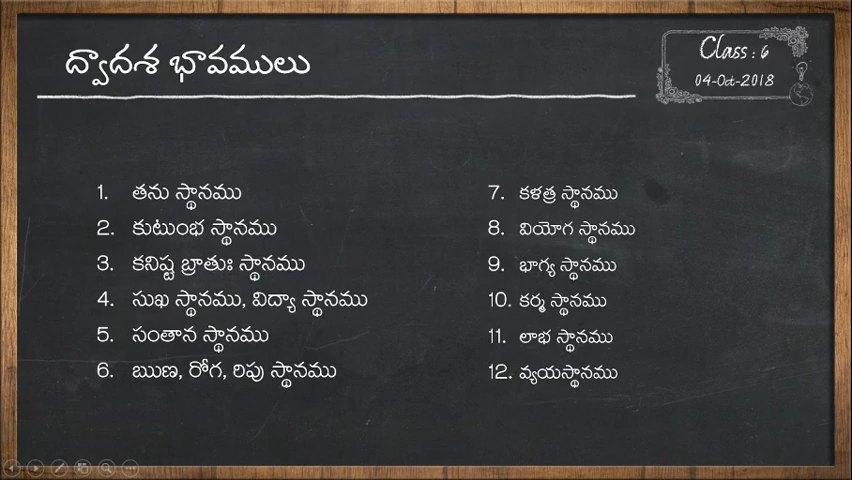 ద్వాదశ భావములు
Class : 6
04-Oct-2018
1. తను స్థానము
2. కుటుంభ స్థానము
3. కనిష్ట బ్రాతుః స్థానము
4. సుఖ స్థానము, విద్యా స్థానము
5. సంతాన స్థానము
6. ఋణ, రోగ, రిపు స్థానము
7. కళత్ర స్థానము
8. వియోగ స్థానము
9. భాగ్య స్థానము
10. కర్మ స్థానము
11. లాభ స్థానము
12. వ్యయస్థానము